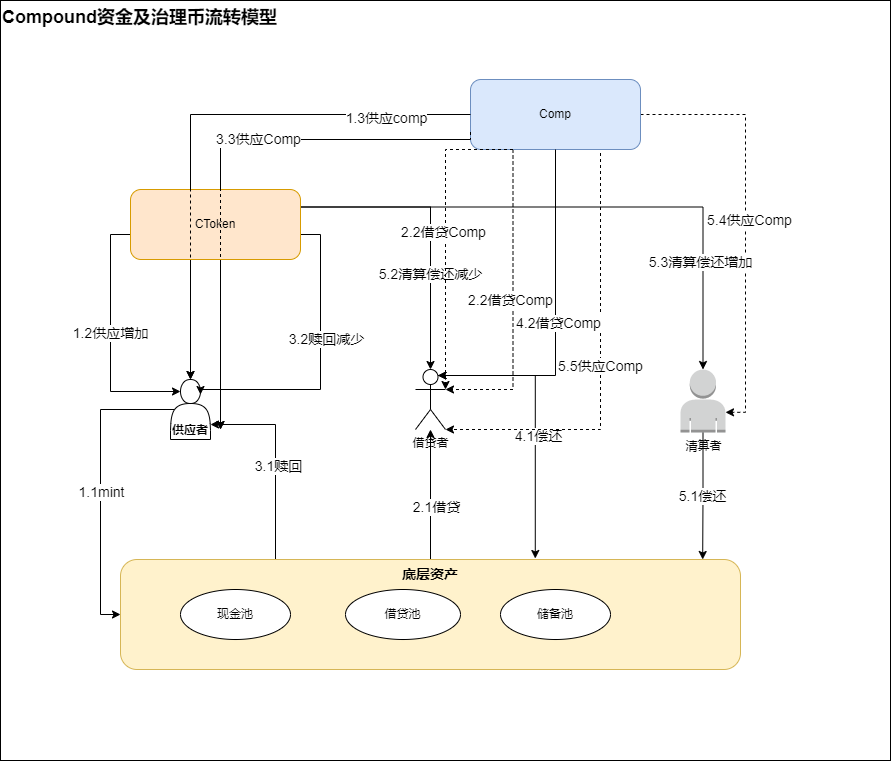 Compound资金及治理币流转模型
Comp
1.3供应comp
3.3供应Comp
CToken
5.4供应Comp
2.2借贷Comp
5.3清算偿还增加
5.2清算偿还减少
2.2借贷Comp
4.2借贷Comp
1.2供应增加
3.2赎回减少
5.5供应Comp
供应者
借贷者
4.1偿还
清算者
3.1赎回
1.1mint
2.1借贷
5.1偿还
底层资产
现金池
借贷池
储备池